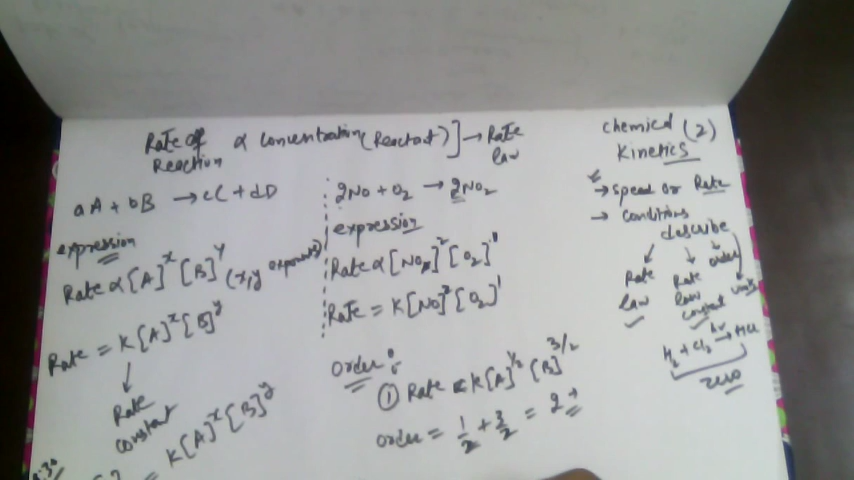 Rate of Reaction ∝ concentration (Reactant) ] → Rate law
aA + bB → cC + dD
expression
Rate ∝ [A]^x [B]^y (x,y exponents)
Rate = K[A]^x [B]^y
↓
Rate constant
= K[A]^x [B]^y
2NO + O2 → 2NO2
expression
Rate ∝ [NO]^2 [O2]^1
Rate = K[NO]^2 [O2]^1
Order :
① Rate = K[A]^1/2 [B]^3/2
Order = 1/2 + 3/2 = 2
chemical (2)
Kinetics
→ Speed or Rate
→ conditions
describe
Rate law
Rate law constant
order
units
H2 + Cl2 hv→ HCl
zero